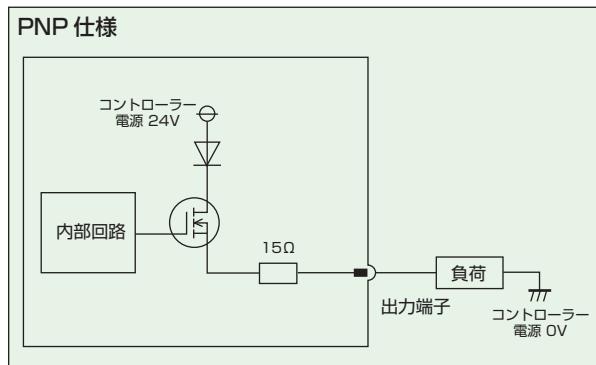 PNP 仕様
コントローラー
電源 24V
内部回路
15Ω
負荷
出力端子
コントローラー
電源 0V